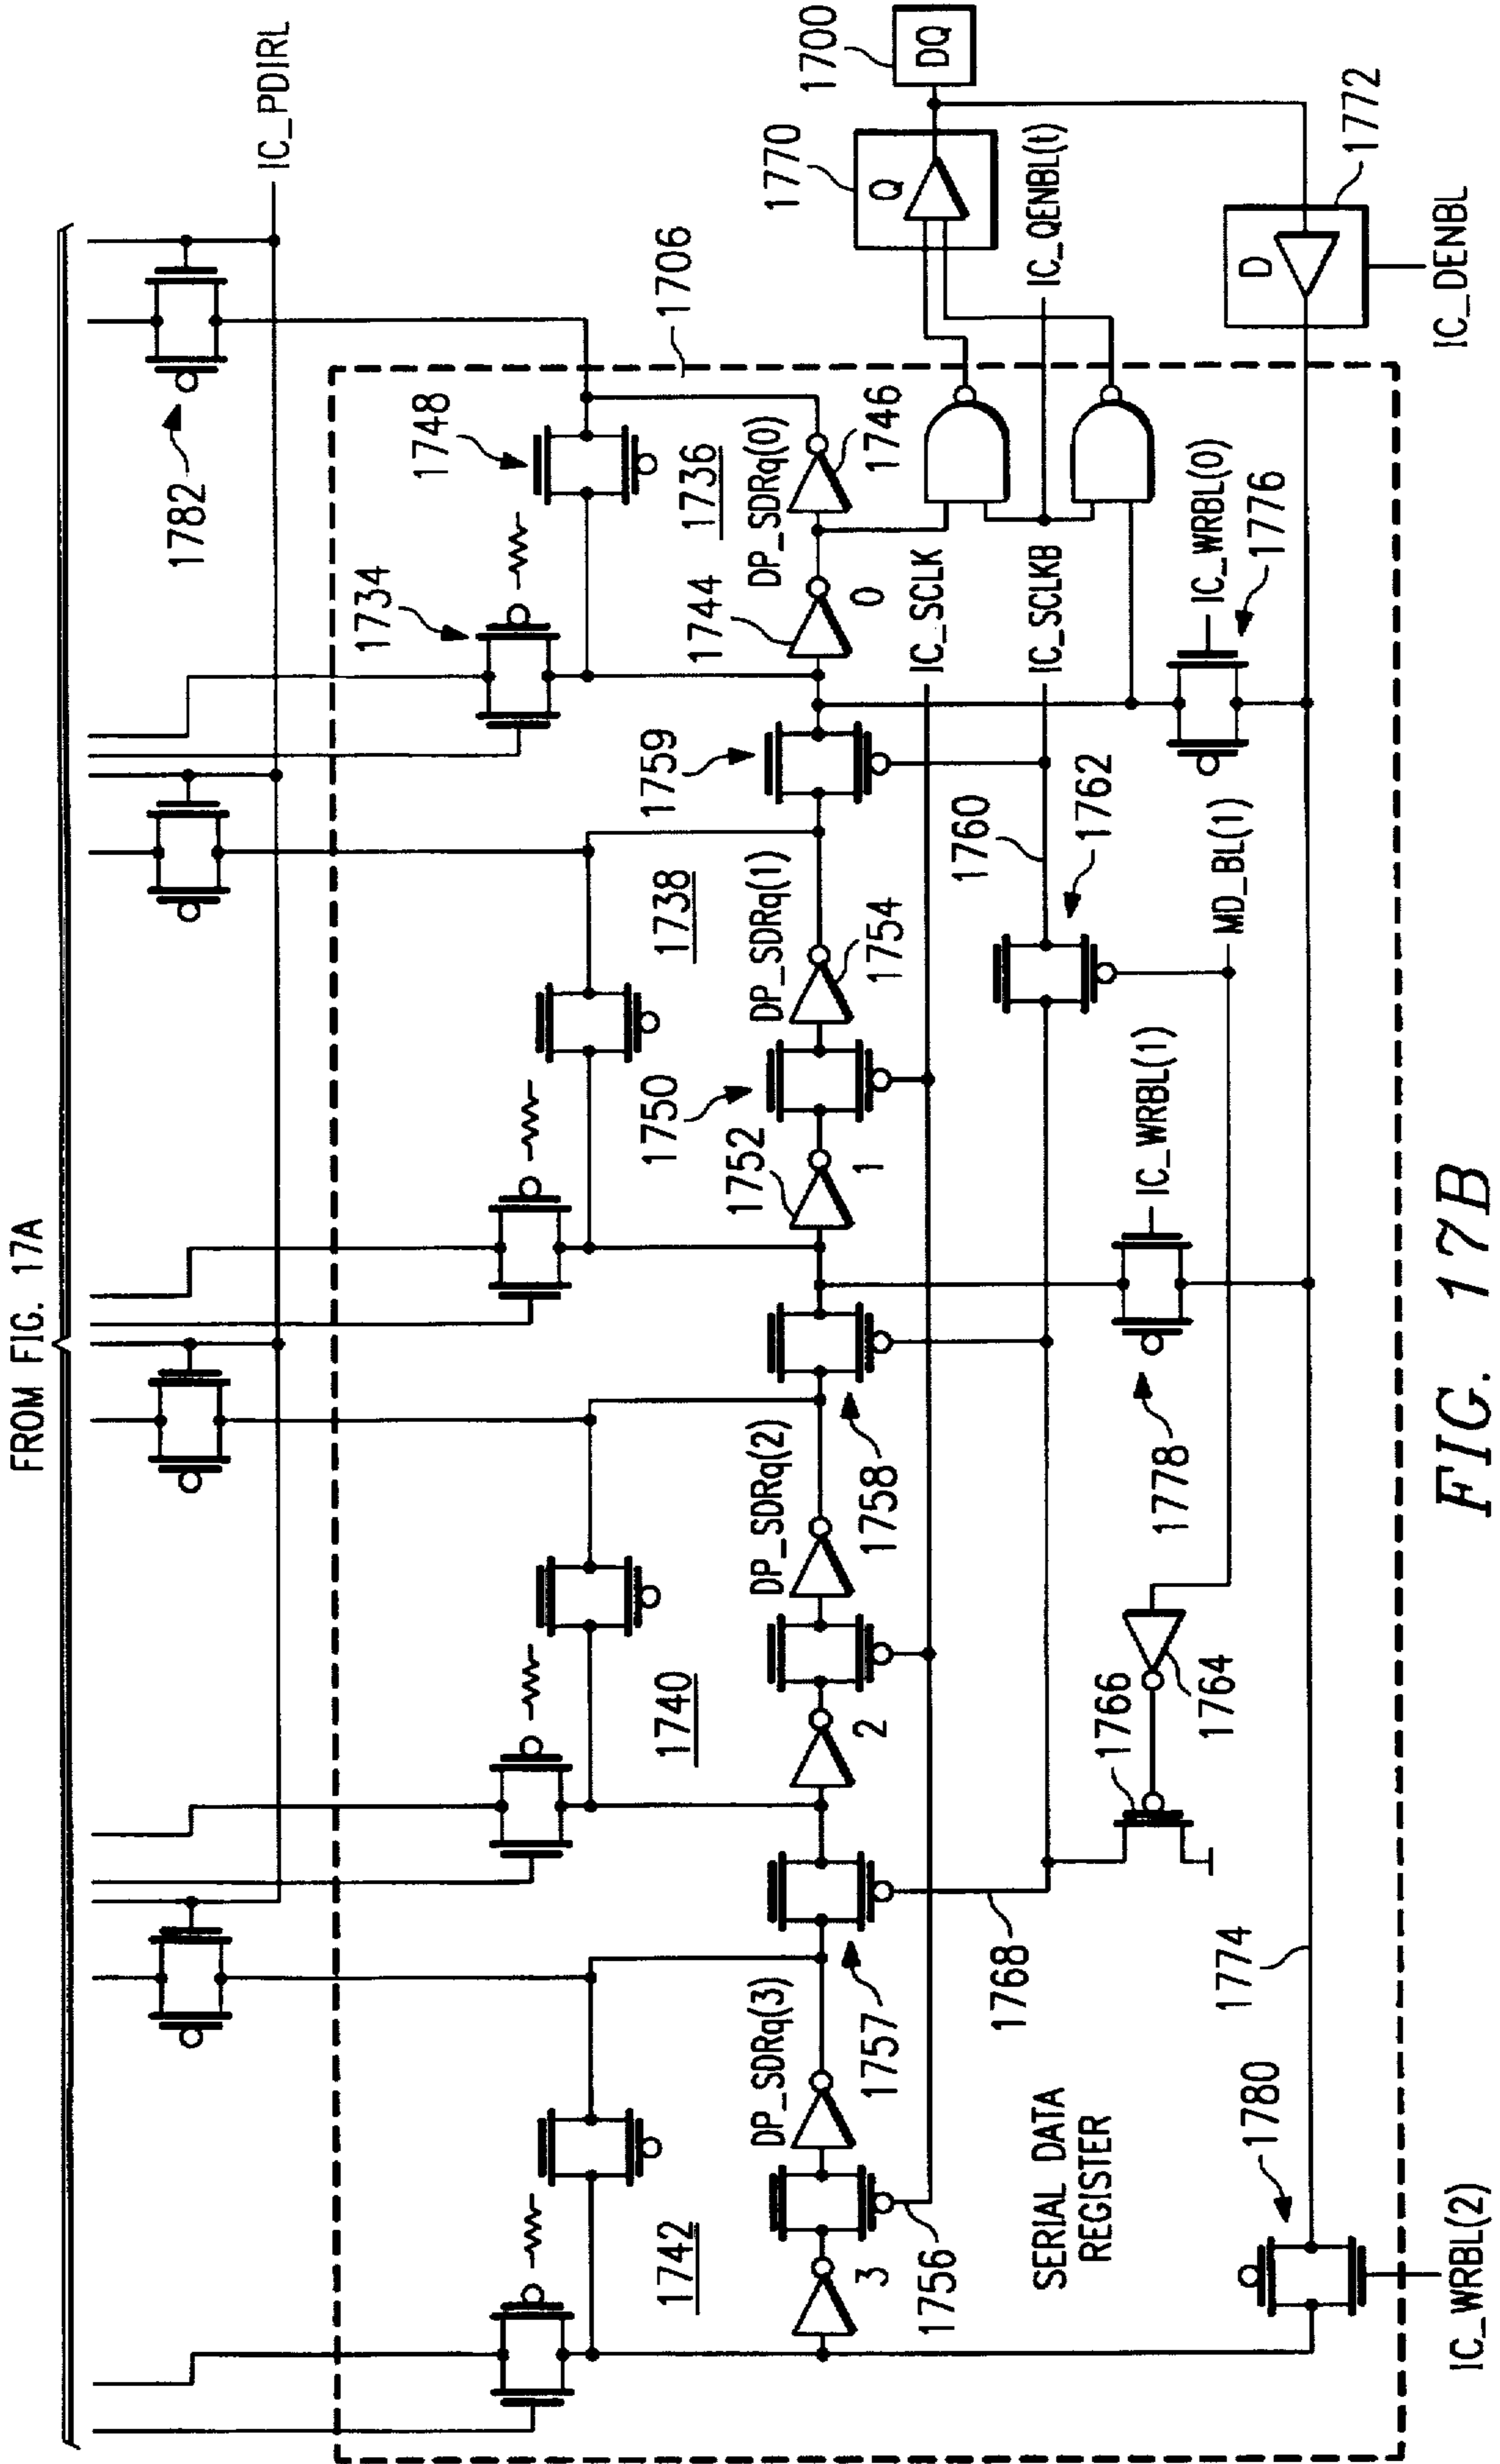 FROM FIG. 17A
IC_PDIRL
1782
1734
1748
1706
1700
DQ
1770
Q
1742
1740
1738
1736
DP_SDRq(3)
DP_SDRq(2)
DP_SDRq(1)
DP_SDRq(0)
1750
1759
1744
1746
3
2
1752
1
1754
0
1756
1757
1758
IC_SCLK
IC_QENBL(t)
1768
1760
IC_SCLKB
SERIAL DATA
REGISTER
1762
1766
1764
1778
IC_WRBL(1)
MD_BL(1)
IC_WRBL(0)
1776
D
1772
1780
1774
IC_WRBL(2)
IC_DENBL
FIG. 17B